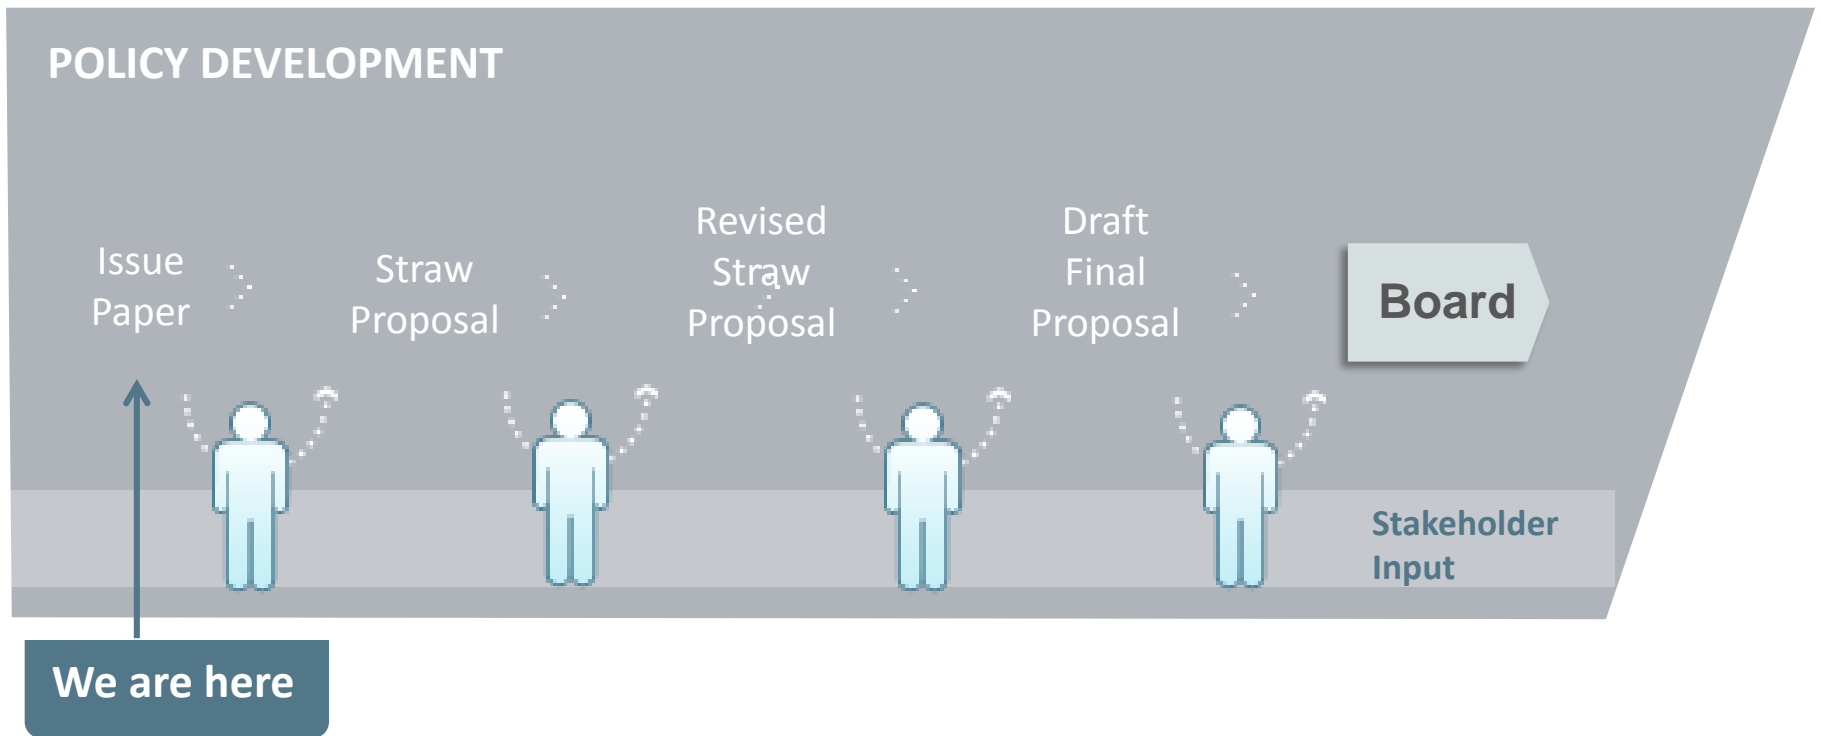 POLICY DEVELOPMENT
Issue
Paper
Straw
Proposal
Revised
Straw
Proposal
Draft
Final
Proposal
Board
Stakeholder
Input
We are here